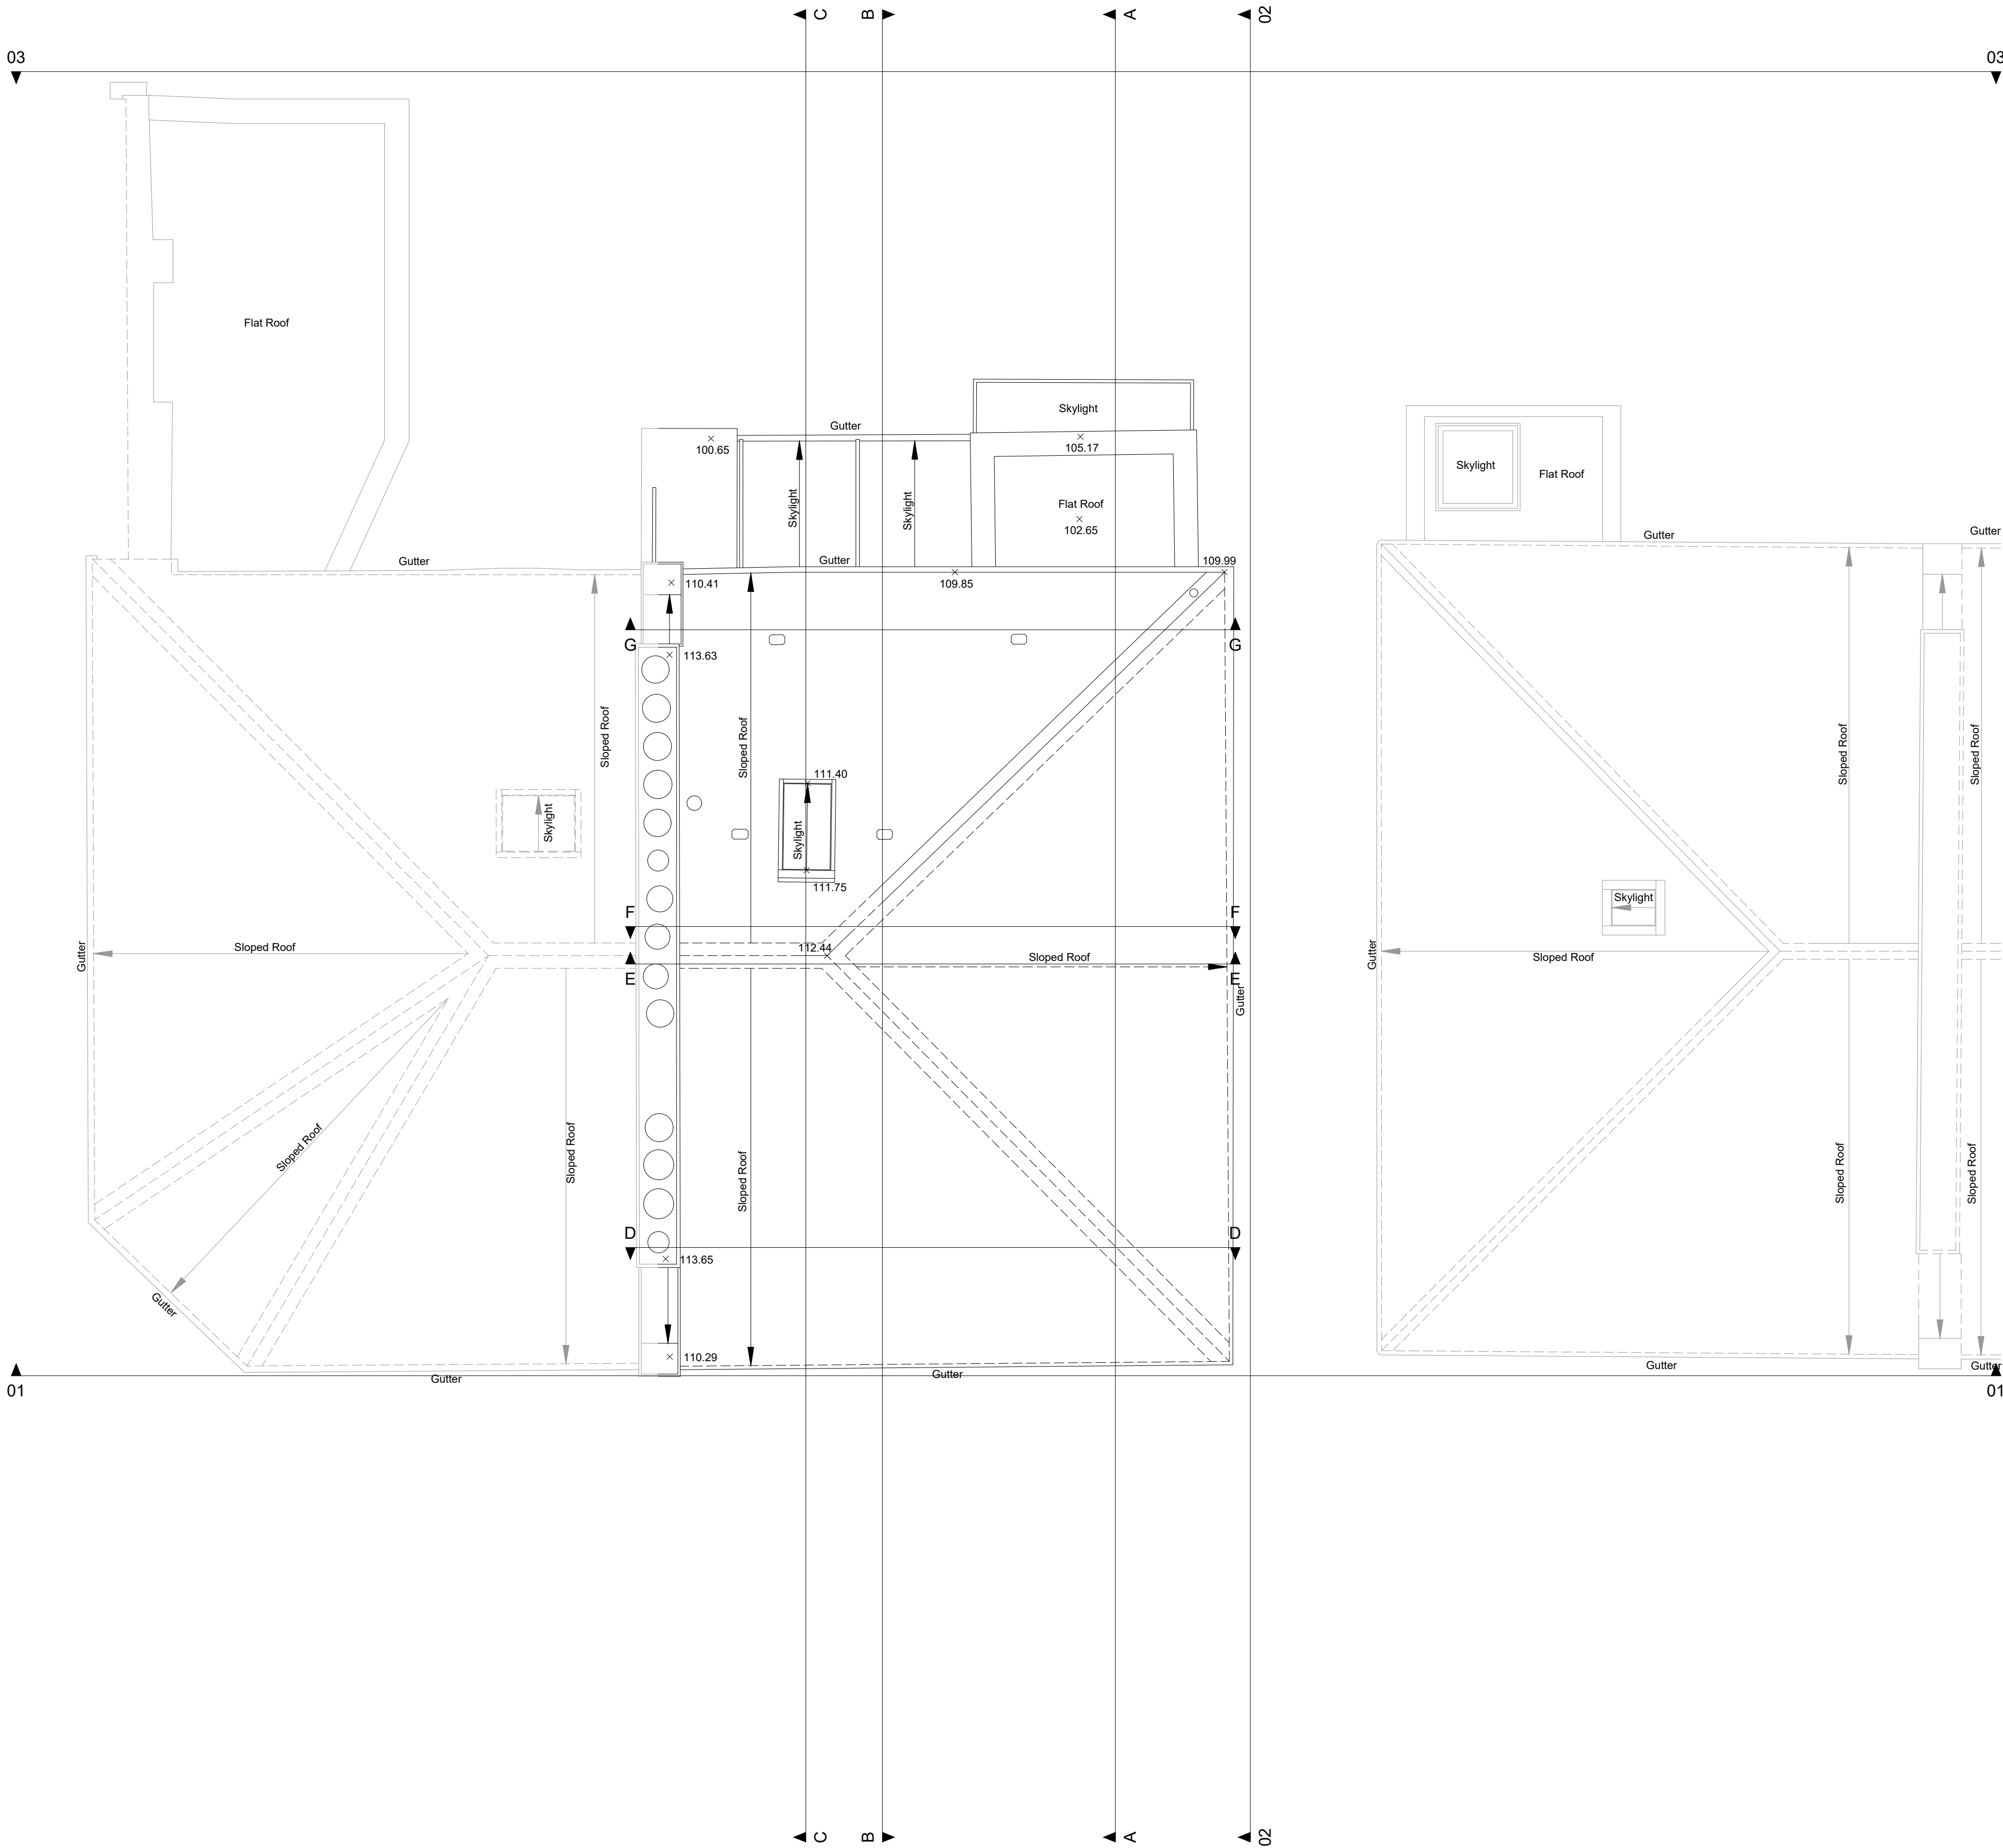 C
B
A
02
03
03
Flat Roof
Skylight
Gutter
100.65
105.17
Skylight
Skylight
Flat Roof
102.65
Skylight
Flat Roof
Gutter
Gutter
Gutter
Gutter
109.99
110.41
109.85
G
G
113.63
Sloped Roof
Sloped Roof
Sloped Roof
Sloped Roof
111.40
Skylight
Skylight
111.75
Skylight
F
F
Gutter
Sloped Roof
112.44
Sloped Roof
Gutter
Sloped Roof
E
E
Gutter
Sloped Roof
Sloped Roof
Sloped Roof
Sloped Roof
Sloped Roof
D
D
113.65
Gutter
110.29
Gutter
Gutter
Gutter
Gutter
01
01
C
B
A
02